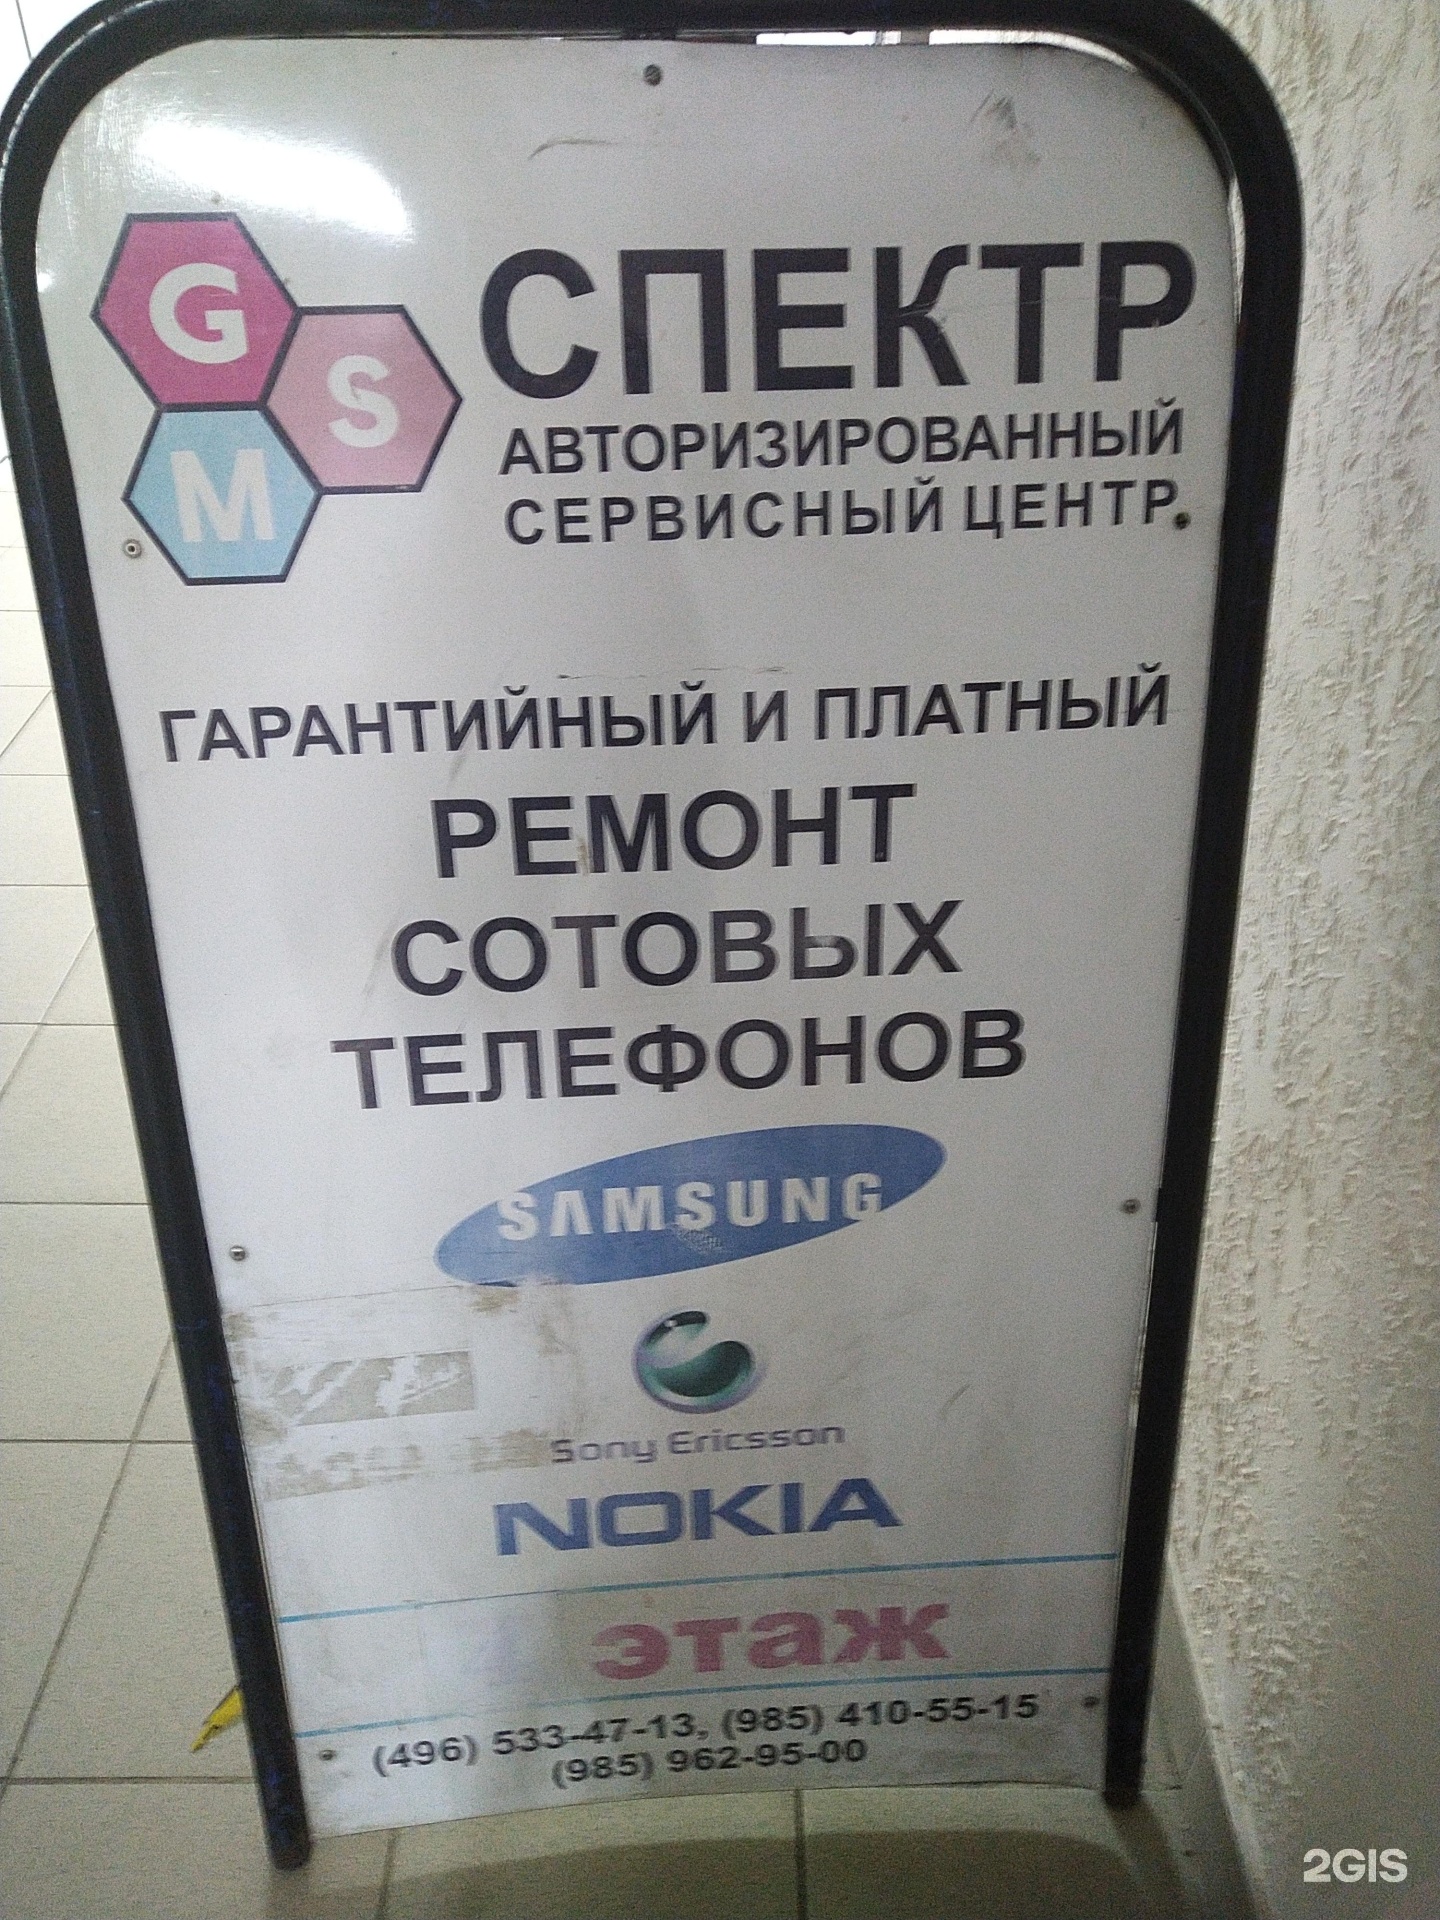 GSM
СПЕКТР
АВТОРИЗИРОВАННЫЙ
СЕРВИСНЫЙ ЦЕНТР
ГАРАНТИЙНЫЙ И ПЛАТНЫЙ
РЕМОНТ
СОТОВЫХ
ТЕЛЕФОНОВ
SAMSUNG
Sony Ericsson
NOKIA
этаж
(496) 533-47-13, (985) 410-55-15
(985) 962-95-00
2GIS